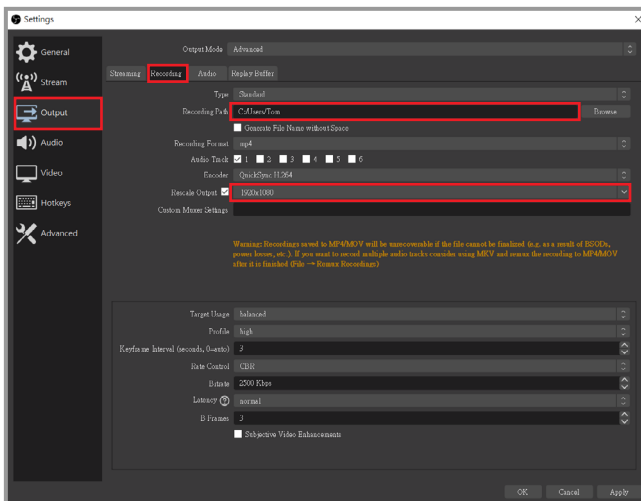 Settings
General
Stream
Output
Audio
Video
Hotkeys
Advanced
Output Mode Advanced
Streaming Recording Audio Replay Buffer
Type Standard
Recording Path C:/Users/Tom Browse
Generate File Name without Space
Recording Format mp4
Audio Track 1 2 3 4 5 6
Encoder QuickSync H.264
Rescale Output 1920x1080
Custom Muxer Settings
Warning: Recordings saved to MP4/MOV will be unrecoverable if the file cannot be finalized (e.g. as a result of BSODs,
power losses, etc.). If you want to record multiple audio tracks consider using MKV and remux the recording to MP4/MOV
after it is finished (File → Remux Recordings)
Target Usage balanced
Profile high
Keyframe Interval (seconds, 0=auto) 3
Rate Control CBR
Bitrate 2500 Kbps
Latency ? normal
B Frames 3
Subjective Video Enhancements
OK Cancel Apply